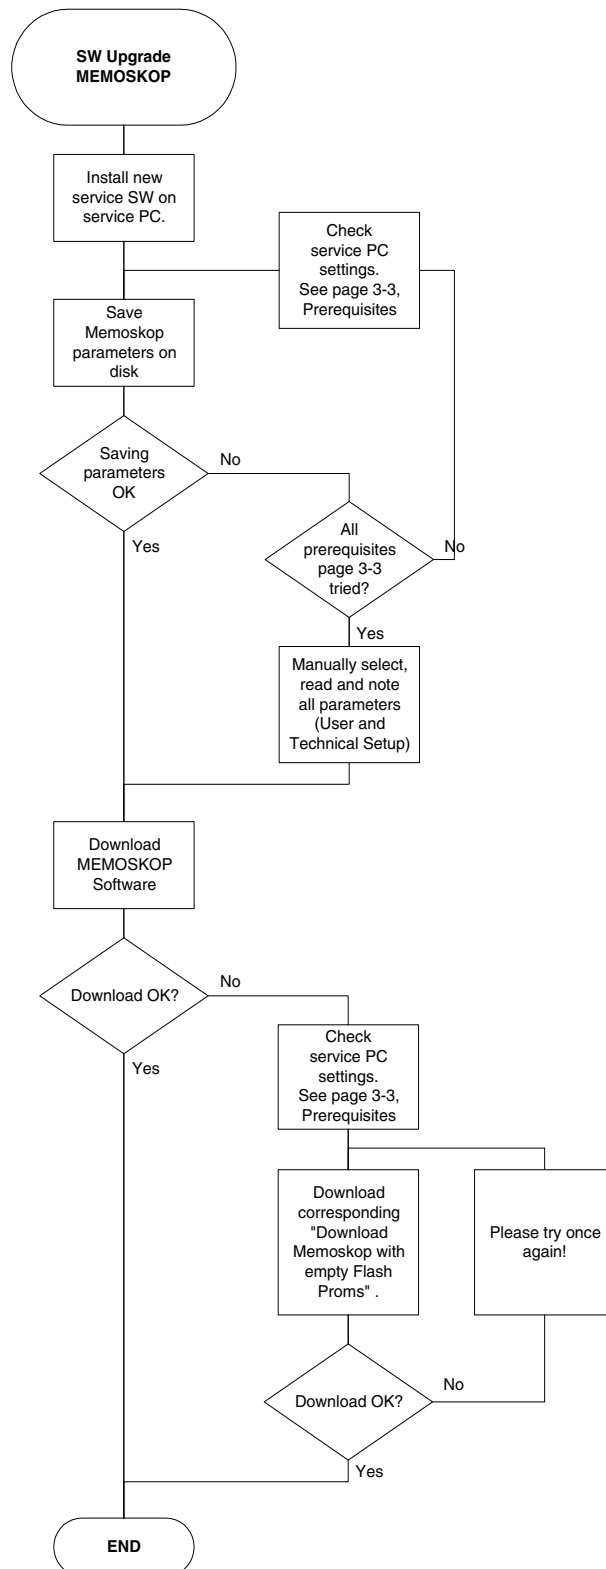 SW Upgrade
MEMOSKOP
Install new
service SW on
service PC.
Check
service PC
settings.
See page 3-3,
Prerequisites
Save
Memoskop
parameters on
disk
Saving
parameters
OK
No
Yes
All
prerequisites
page 3-3
tried?
No
Yes
Manually select,
read and note
all parameters
(User and
Technical Setup)
Download
MEMOSKOP
Software
Download OK?
No
Yes
Check
service PC
settings.
See page 3-3,
Prerequisites
Download
corresponding
"Download
Memoskop with
empty Flash
Proms" .
Please try once
again!
Download OK?
No
Yes
END